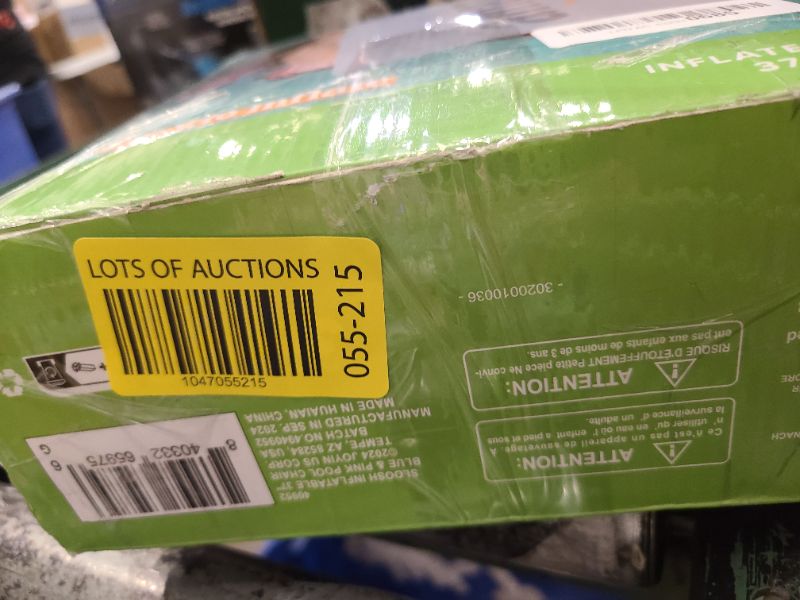 LOTS OF AUCTIONS
1047055215
055-215
INFLATE
37
- 3020010036 -
49952
SLOOSH INFLATABLE 37"
BLUE & PINK POOL CHAIR
©2024 JOYIN US CORP
TEMPE, AZ 85284, USA
BATCH NO.4940952
MANUFACTURED IN SEP, 2024
MADE IN HUAIAN, CHINA
8 40332 65975 6
G
ATTENTION:
Ce n'est pas un appareil de sauvetage. À
n' utiliser qu' en eau où l' enfant a pied et sous
la surveillance d' un adulte.
ATTENTION:
RISQUE D'ÉTOUFFEMENT Petite pièce Ne convi-
ent pas aux enfants de moins de 3 ans.